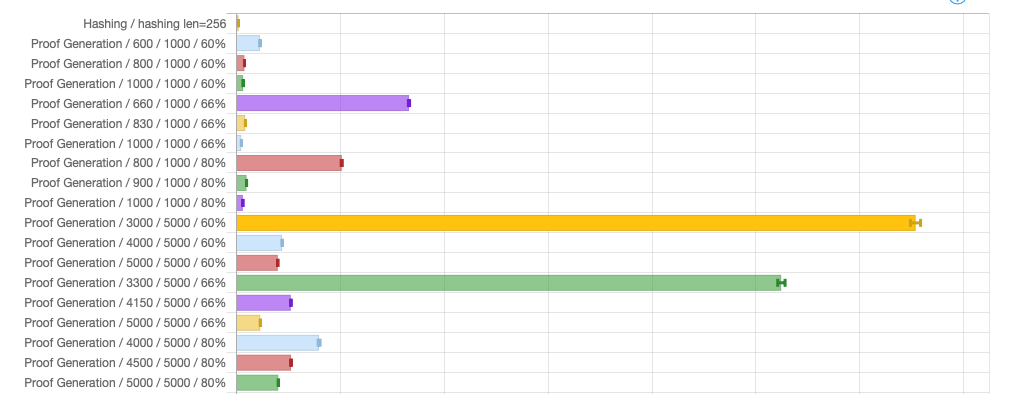 Hashing / hashing len=256
Proof Generation / 600 / 1000 / 60%
Proof Generation / 800 / 1000 / 60%
Proof Generation / 1000 / 1000 / 60%
Proof Generation / 660 / 1000 / 66%
Proof Generation / 830 / 1000 / 66%
Proof Generation / 1000 / 1000 / 66%
Proof Generation / 800 / 1000 / 80%
Proof Generation / 900 / 1000 / 80%
Proof Generation / 1000 / 1000 / 80%
Proof Generation / 3000 / 5000 / 60%
Proof Generation / 4000 / 5000 / 60%
Proof Generation / 5000 / 5000 / 60%
Proof Generation / 3300 / 5000 / 66%
Proof Generation / 4150 / 5000 / 66%
Proof Generation / 5000 / 5000 / 66%
Proof Generation / 4000 / 5000 / 80%
Proof Generation / 4500 / 5000 / 80%
Proof Generation / 5000 / 5000 / 80%